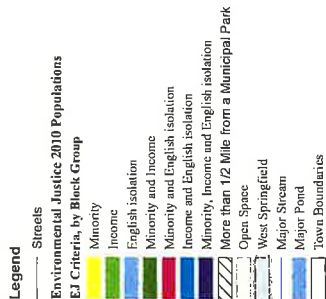 Legend
Streets
Environmental Justice 2010 Populations
EJ Criteria, by Block Group
Minority
Income
English isolation
Minority and Income
Minority and English isolation
Income and English isolation
Minority, Income and English isolation
More than 1/2 Mile from a Municipal Park
Open Space
West Springfield
Major Stream
Major Pond
Town Boundaries